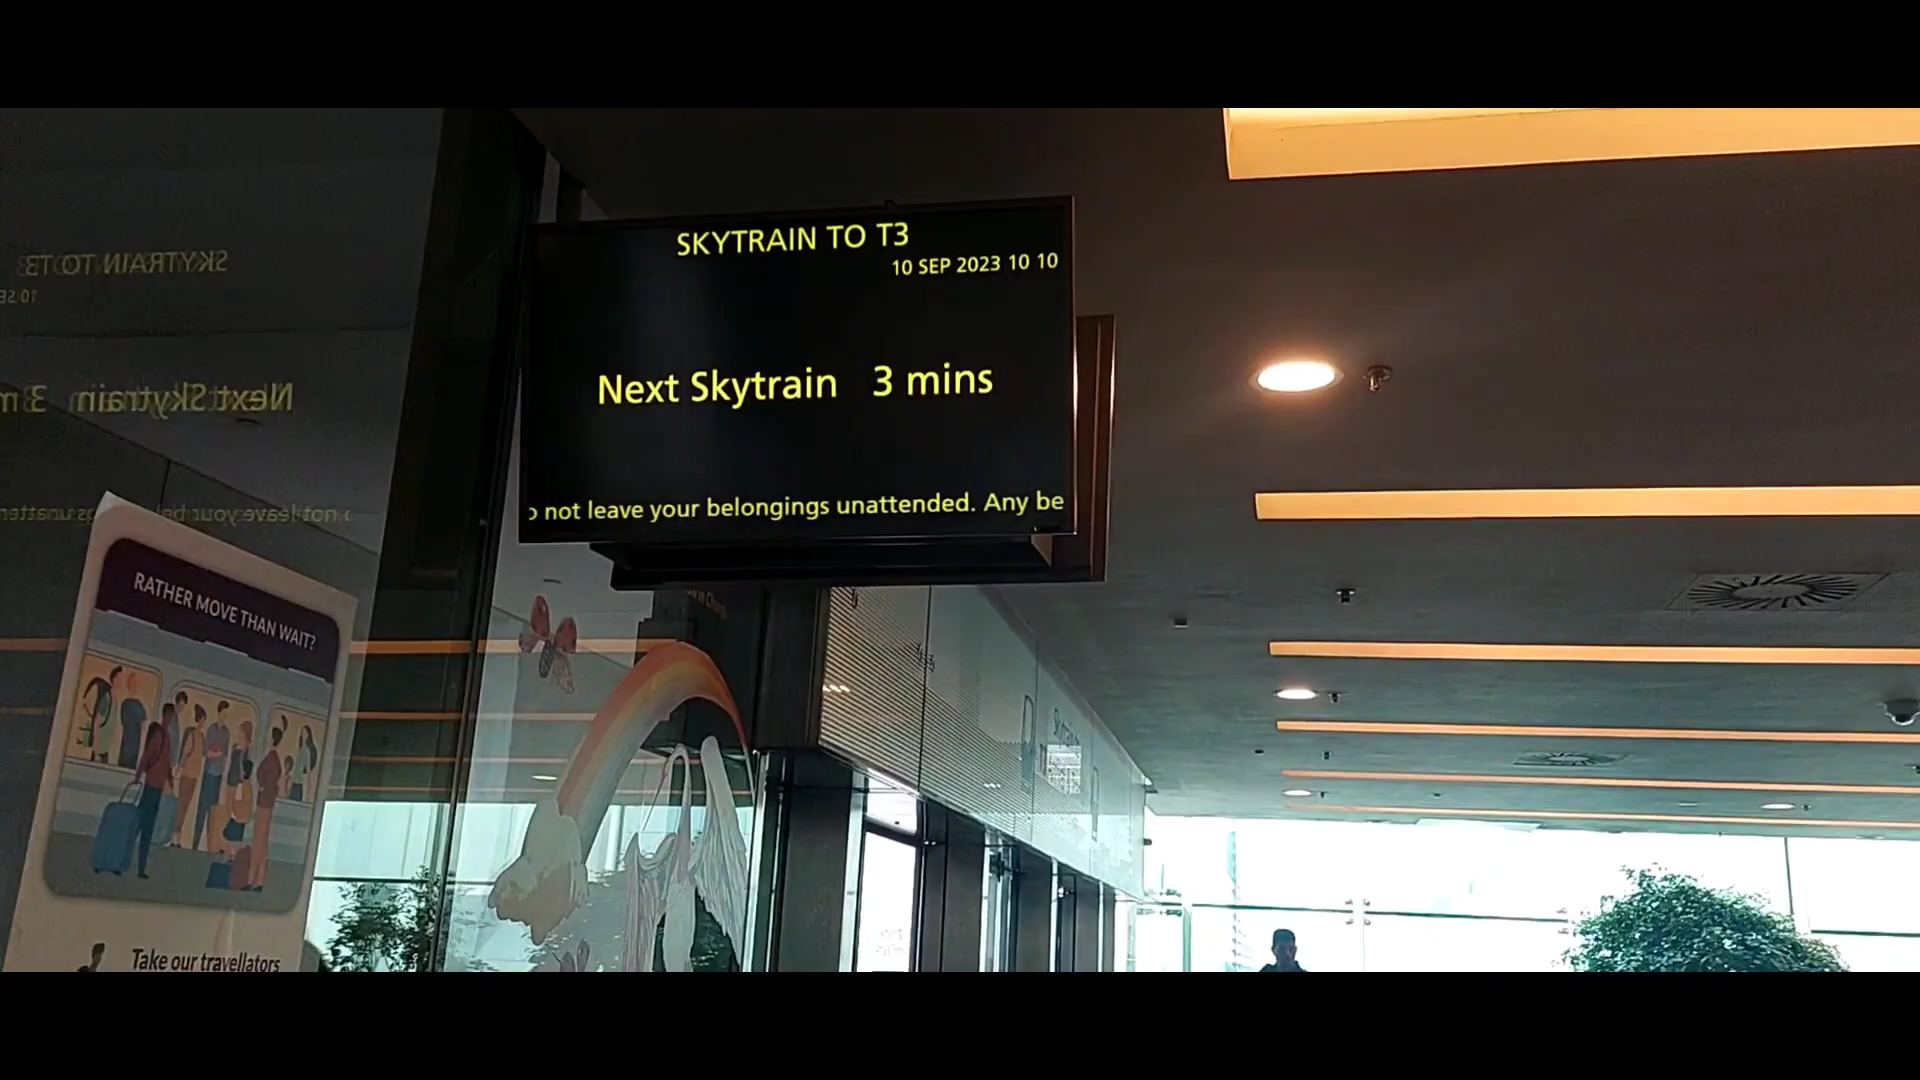 SKYTRAIN TO T3
10 SEP 2023 10 10
Next Skytrain 3 mins
not leave your belongings unattended. Any be
RATHER MOVE THAN WAIT?
Take our travellators
Skytrain